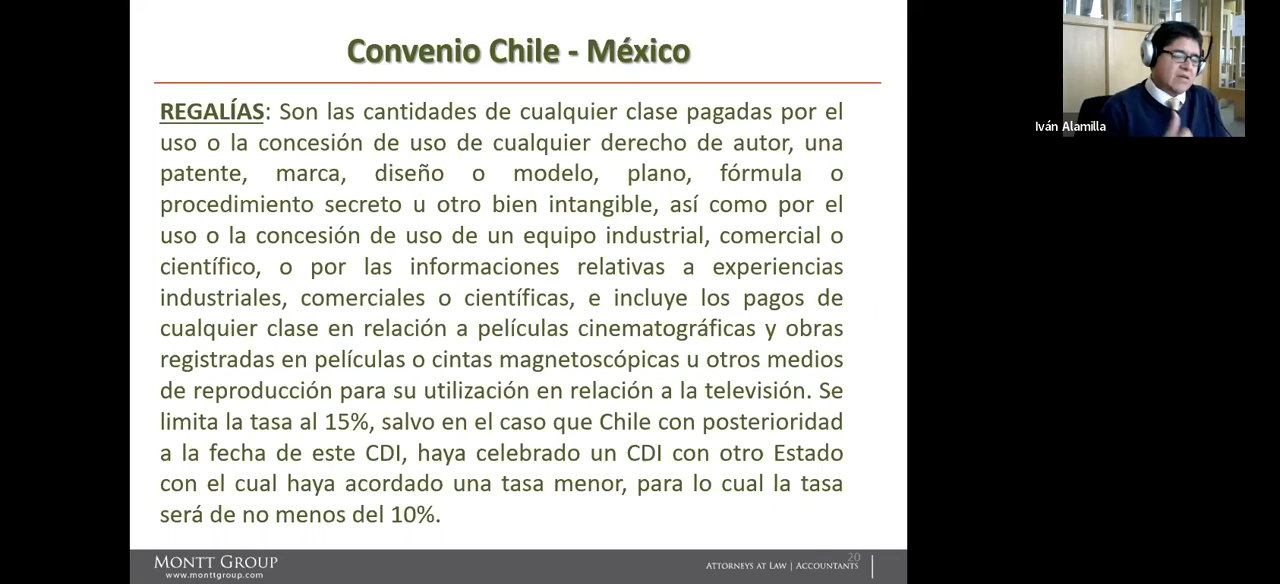 Convenio Chile - México
REGALÍAS: Son las cantidades de cualquier clase pagadas por el
uso o la concesión de uso de cualquier derecho de autor, una
patente, marca, diseño o modelo, plano, fórmula o
procedimiento secreto u otro bien intangible, así como por el
uso o la concesión de uso de un equipo industrial, comercial o
científico, o por las informaciones relativas a experiencias
industriales, comerciales o científicas, e incluye los pagos de
cualquier clase en relación a películas cinematográficas y obras
registradas en películas o cintas magnetoscópicas u otros medios
de reproducción para su utilización en relación a la televisión. Se
limita la tasa al 15%, salvo en el caso que Chile con posterioridad
a la fecha de este CDI, haya celebrado un CDI con otro Estado
con el cual haya acordado una tasa menor, para lo cual la tasa
será de no menos del 10%.
MONTT GROUP
www.monttgroup.com
20
ATTORNEYS AT LAW | ACCOUNTANTS
Iván Alamilla